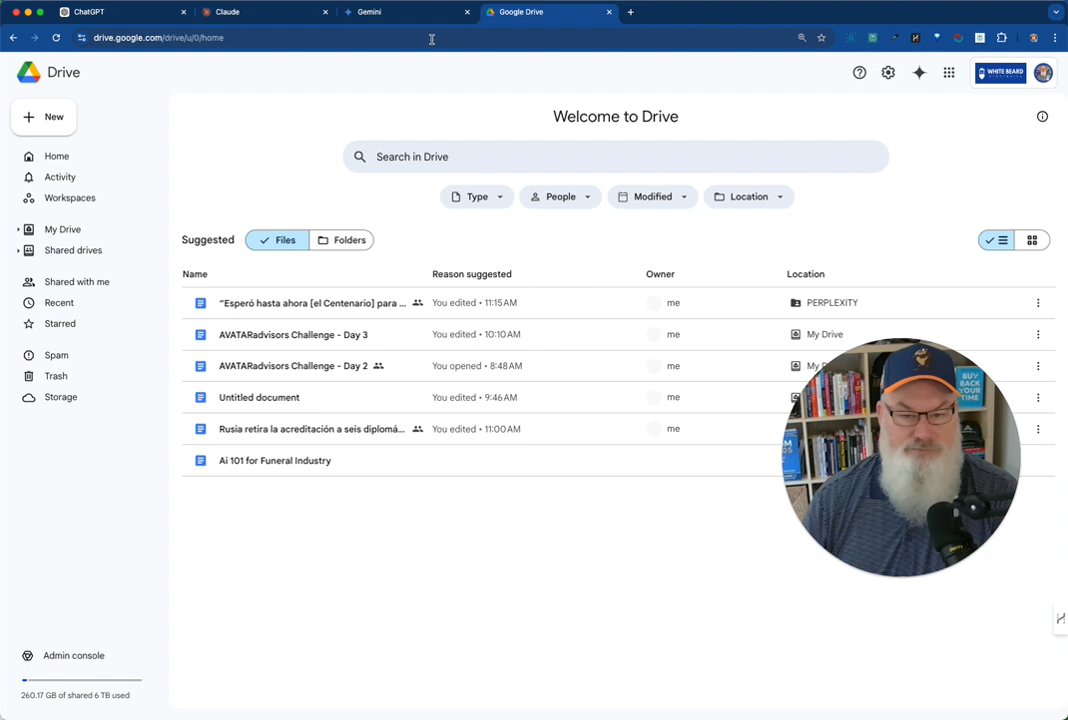 ChatGPT
Claude
Gemini
Google Drive
drive.google.com/drive/u/0/home
Drive
WHITE BEARD
New
Welcome to Drive
Search in Drive
Type
People
Modified
Location
Home
Activity
Workspaces
My Drive
Shared drives
Shared with me
Recent
Starred
Spam
Trash
Storage
Suggested
Files
Folders
Name Reason suggested Owner Location
"Esperó hasta ahora [el Centenario] para ... You edited • 11:15 AM me PERPLEXITY
AVATARadvisors Challenge - Day 3 You edited • 10:10 AM me My Drive
AVATARadvisors Challenge - Day 2 You opened • 8:48 AM me My D
Untitled document You edited • 9:46 AM me
Rusia retira la acreditación a seis diplomá... You edited • 11:00 AM me
Ai 101 for Funeral Industry
BUY
BACK
YOUR
TIME
Admin console
260.17 GB of shared 6 TB used